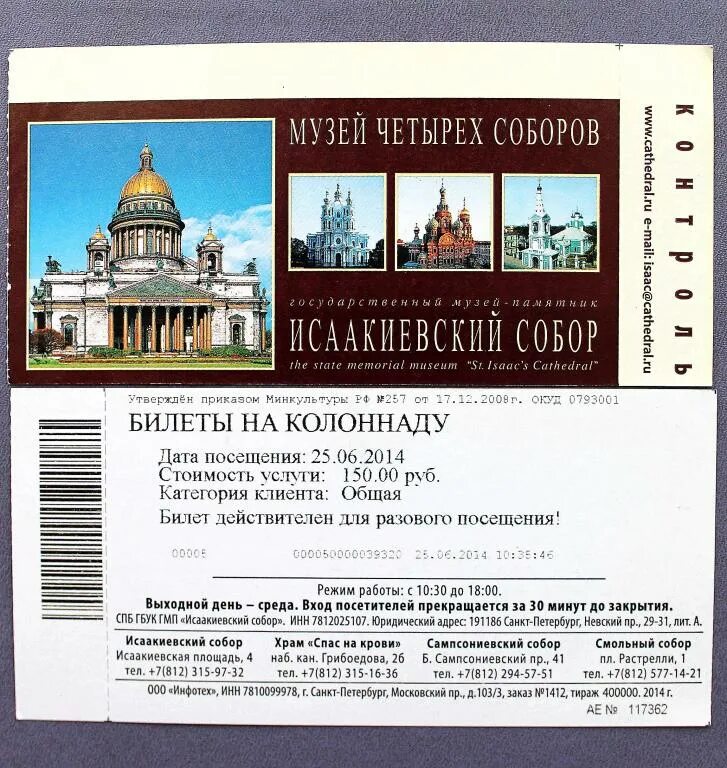 МУЗЕЙ ЧЕТЫРЕХ СОБОРОВ
государственный музей-памятник
ИСААКИЕВСКИЙ СОБОР
the state memorial museum "St. Isaac's Cathedral"
КОНТРОЛЬ
www.cathedral.ru e-mail: isaac@cathedral.ru
Утверждён приказом Минкультуры РФ №257 от 17.12.2008г. ОКУД 0793001
БИЛЕТЫ НА КОЛОННАДУ
Дата посещения: 25.06.2014
Стоимость услуги: 150.00 руб.
Категория клиента: Общая
Билет действителен для разового посещения!
00005 000050000039320 25.06.2014 10:35:46
Режим работы: с 10:30 до 18:00.
Выходной день – среда. Вход посетителей прекращается за 30 минут до закрытия.
СПБ ГБУК ГМП «Исаакиевский собор». ИНН 7812025107. Юридический адрес: 191186 Санкт-Петербург, Невский пр., 29-31, лит. А.
Исаакиевский собор
Исаакиевская площадь, 4
тел. +7(812) 315-97-32
Храм «Спас на крови»
наб. кан. Грибоедова, 2б
тел. +7(812) 315-16-36
Сампсониевский собор
Б. Сампсониевский пр., 41
тел. +7(812) 294-57-51
Смольный собор
пл. Растрелли, 1
тел. +7(812) 577-14-21
ООО «Инфотех», ИНН 7810099978, г. Санкт-Петербург, Московский пр., д.103/3, заказ №1412, тираж 400000. 2014 г.
АЕ № 117362